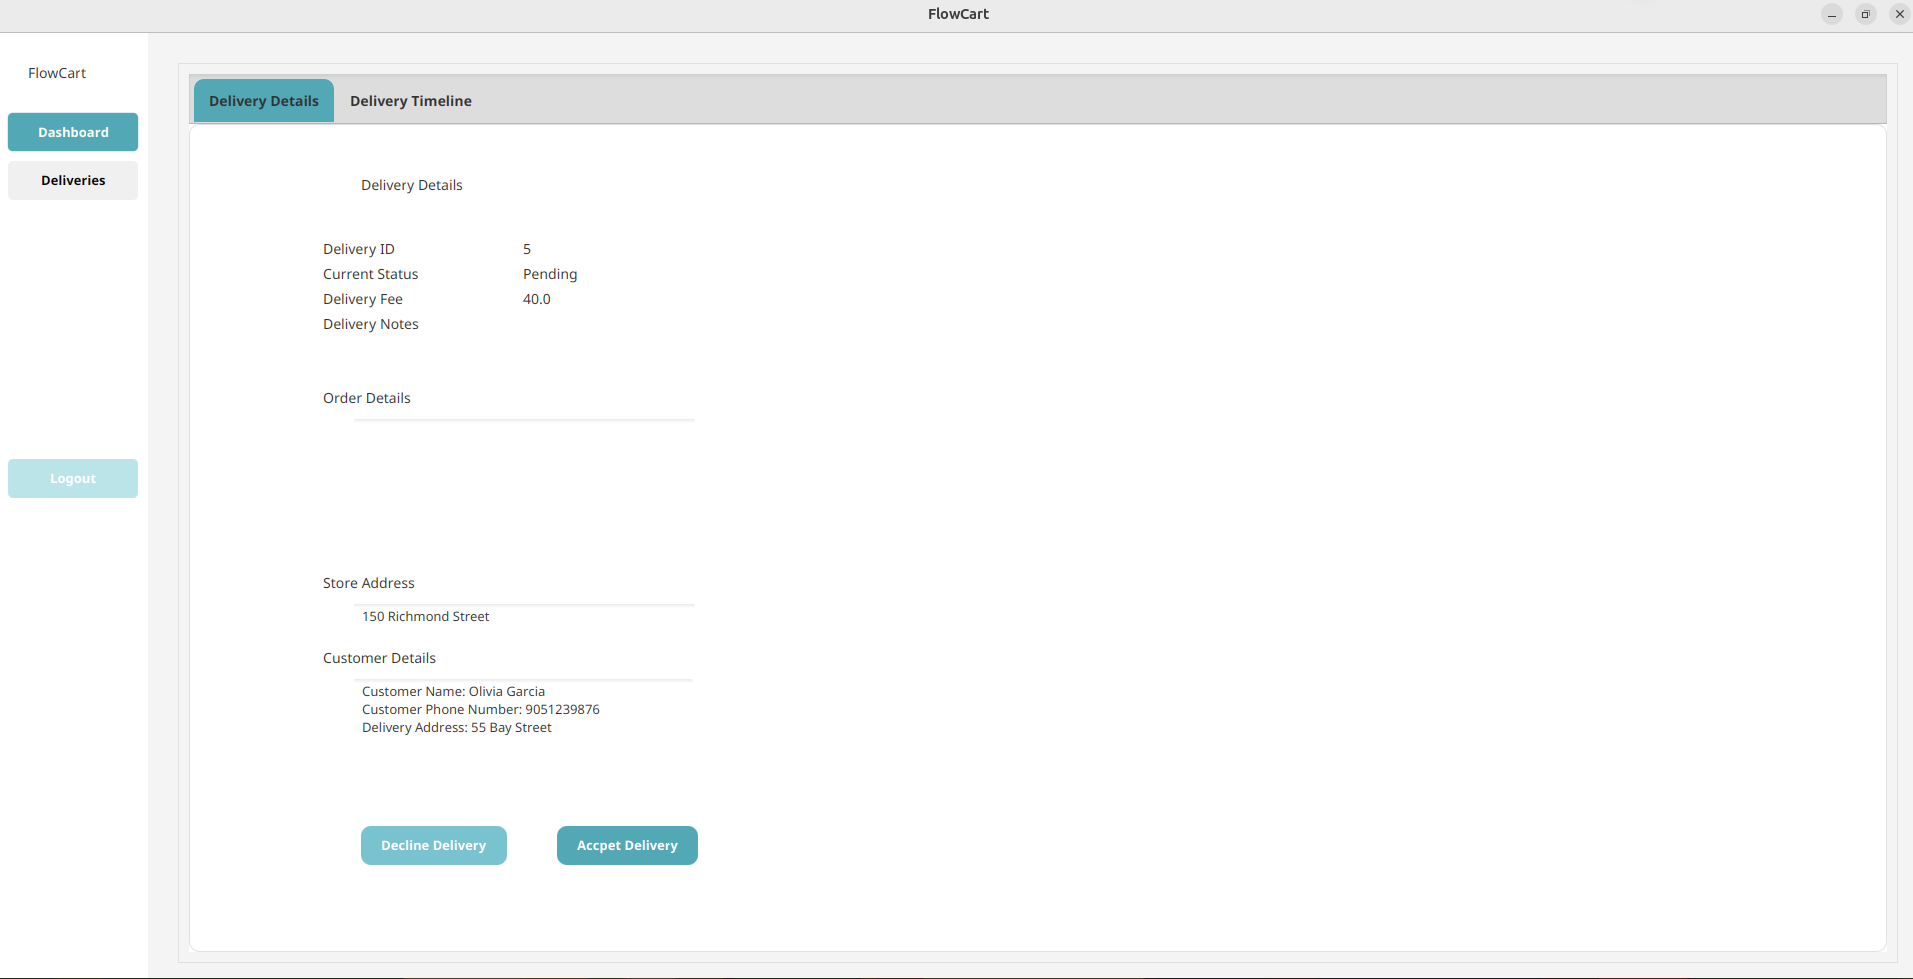 FlowCart
FlowCart
Dashboard
Deliveries
Logout
Delivery Details Delivery Timeline
Delivery Details
Delivery ID 5
Current Status Pending
Delivery Fee 40.0
Delivery Notes
Order Details
Store Address
150 Richmond Street
Customer Details
Customer Name: Olivia Garcia
Customer Phone Number: 9051239876
Delivery Address: 55 Bay Street
Decline Delivery Accpet Delivery